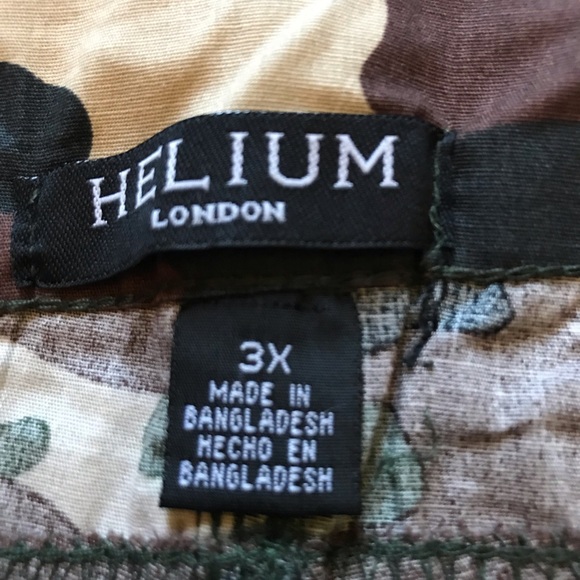 HELIUM
LONDON
3X
MADE IN
BANGLADESH
HECHO EN
BANGLADESH